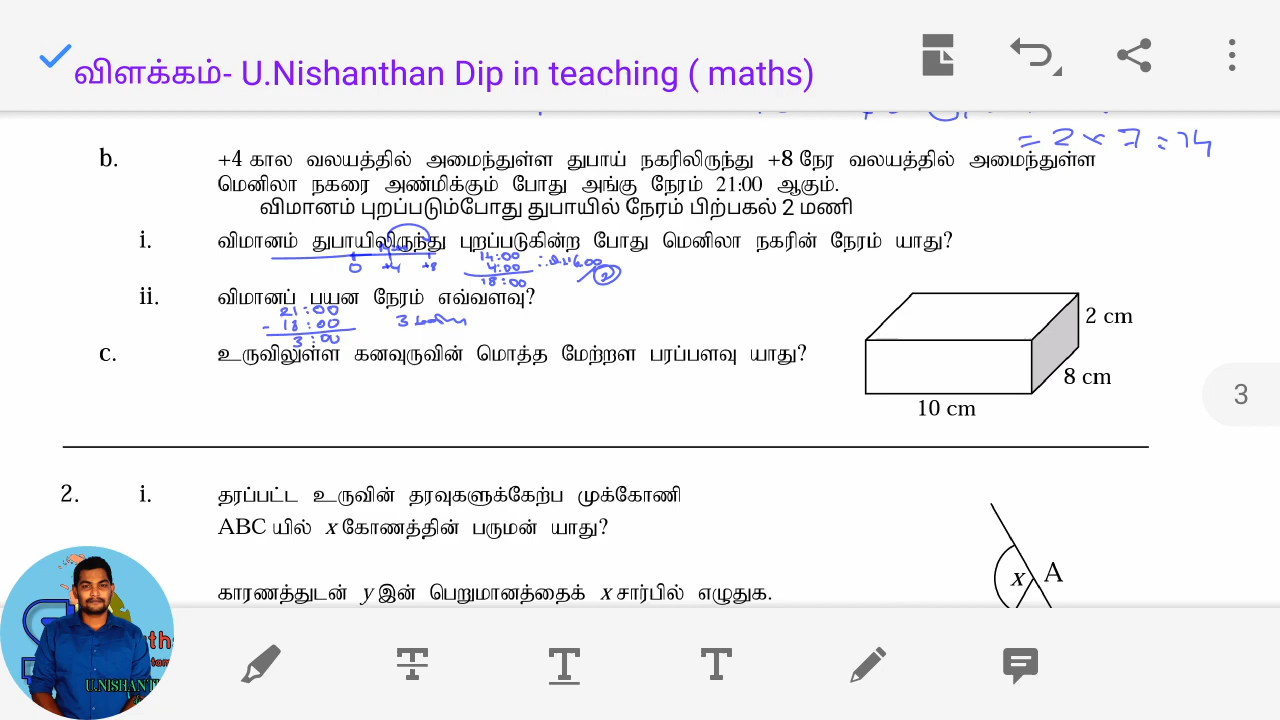 விளக்கம்- U.Nishanthan Dip in teaching ( maths)
= 2 × 7 = 14
b. +4 கால வலயத்தில் அமைந்துள்ள துபாய் நகரிலிருந்து +8 நேர வலயத்தில் அமைந்துள்ள
மெனிலா நகரை அண்மிக்கும் போது அங்கு நேரம் 21:00 ஆகும்.
விமானம் புறப்படும்போது துபாயில் நேரம் பிற்பகல் 2 மணி
i. விமானம் துபாயிலிருந்து புறப்படுகின்ற போது மெனிலா நகரின் நேரம் யாது?
0 +4 +8
14:00
4:00
18:00
2
ii. விமானப் பயன நேரம் எவ்வளவு?
21:00
- 18:00
3:00
3
c. உருவிலுள்ள கனவுருவின் மொத்த மேற்றள பரப்பளவு யாது?
2 cm
8 cm
10 cm
3
2. i. தரப்பட்ட உருவின் தரவுகளுக்கேற்ப முக்கோணி
ABC யில் x கோணத்தின் பருமன் யாது?
x A
காரணத்துடன் y இன் பெறுமானத்தைக் x சார்பில் எழுதுக.
T T T
U.NISHAN